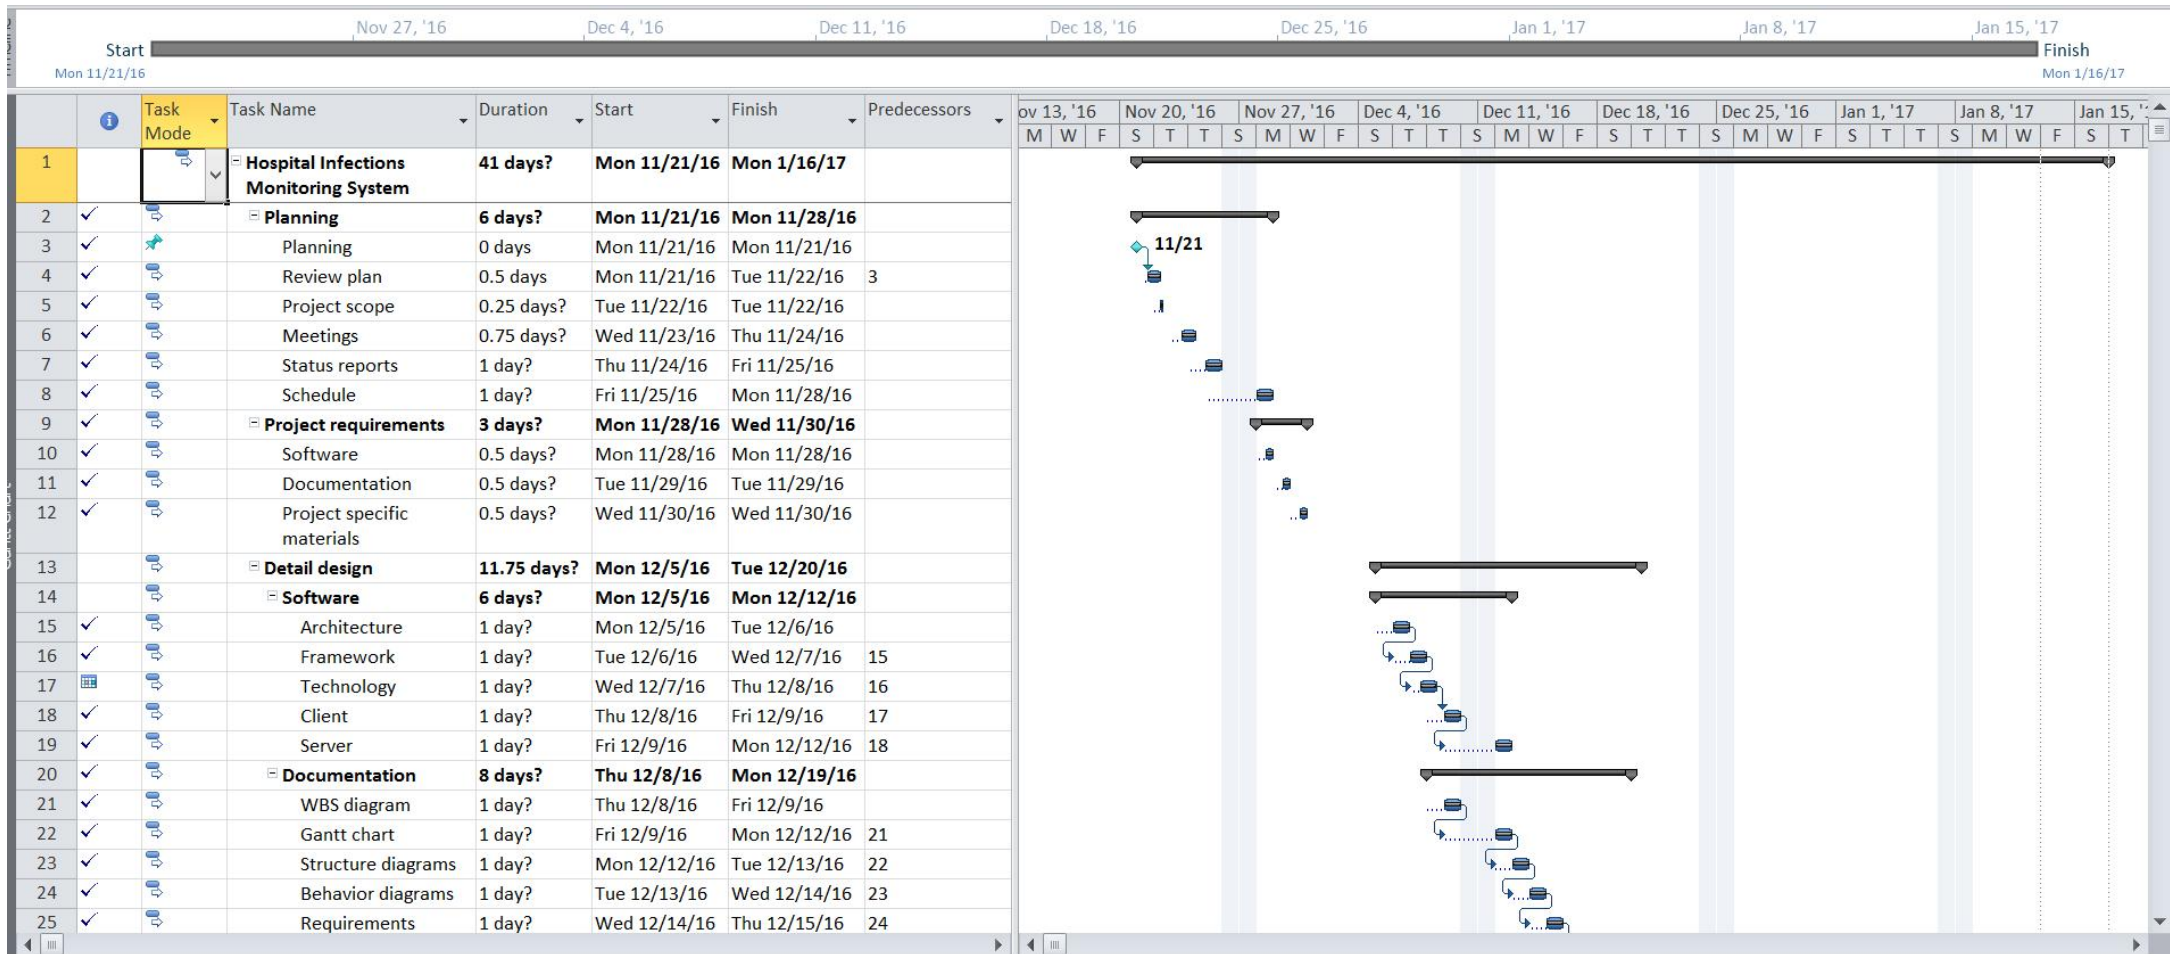 Nov 27, '16 Dec 4, '16 Dec 11, '16 Dec 18, '16 Dec 25, '16 Jan 1, '17 Jan 8, '17 Jan 15, '17
Start Finish
Mon 11/21/16 Mon 1/16/17
Task Mode Task Name Duration Start Finish Predecessors
ov 13, '16 Nov 20, '16 Nov 27, '16 Dec 4, '16 Dec 11, '16 Dec 18, '16 Dec 25, '16 Jan 1, '17 Jan 8, '17 Jan 15, '
M W F S T T S M W F S T T S M W F S T T S M W F S T T S M W F S T
1 Hospital Infections Monitoring System 41 days? Mon 11/21/16 Mon 1/16/17
2 Planning 6 days? Mon 11/21/16 Mon 11/28/16
3 Planning 0 days Mon 11/21/16 Mon 11/21/16 11/21
4 Review plan 0.5 days Mon 11/21/16 Tue 11/22/16 3
5 Project scope 0.25 days? Tue 11/22/16 Tue 11/22/16
6 Meetings 0.75 days? Wed 11/23/16 Thu 11/24/16
7 Status reports 1 day? Thu 11/24/16 Fri 11/25/16
8 Schedule 1 day? Fri 11/25/16 Mon 11/28/16
9 Project requirements 3 days? Mon 11/28/16 Wed 11/30/16
10 Software 0.5 days? Mon 11/28/16 Mon 11/28/16
11 Documentation 0.5 days? Tue 11/29/16 Tue 11/29/16
12 Project specific materials 0.5 days? Wed 11/30/16 Wed 11/30/16
13 Detail design 11.75 days? Mon 12/5/16 Tue 12/20/16
14 Software 6 days? Mon 12/5/16 Mon 12/12/16
15 Architecture 1 day? Mon 12/5/16 Tue 12/6/16
16 Framework 1 day? Tue 12/6/16 Wed 12/7/16 15
17 Technology 1 day? Wed 12/7/16 Thu 12/8/16 16
18 Client 1 day? Thu 12/8/16 Fri 12/9/16 17
19 Server 1 day? Fri 12/9/16 Mon 12/12/16 18
20 Documentation 8 days? Thu 12/8/16 Mon 12/19/16
21 WBS diagram 1 day? Thu 12/8/16 Fri 12/9/16
22 Gantt chart 1 day? Fri 12/9/16 Mon 12/12/16 21
23 Structure diagrams 1 day? Mon 12/12/16 Tue 12/13/16 22
24 Behavior diagrams 1 day? Tue 12/13/16 Wed 12/14/16 23
25 Requirements 1 day? Wed 12/14/16 Thu 12/15/16 24